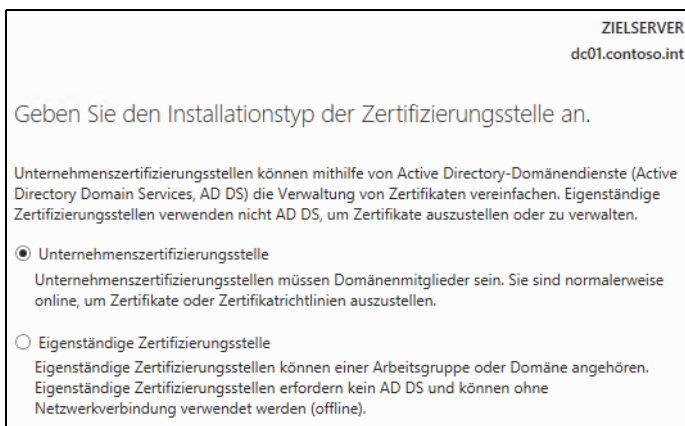 ZIELSERVER
dc01.contoso.int
Geben Sie den Installationstyp der Zertifizierungsstelle an.
Unternehmenszertifizierungsstellen können mithilfe von Active Directory-Domänendienste (Active
Directory Domain Services, AD DS) die Verwaltung von Zertifikaten vereinfachen. Eigenständige
Zertifizierungsstellen verwenden nicht AD DS, um Zertifikate auszustellen oder zu verwalten.
Unternehmenszertifizierungsstelle
Unternehmenszertifizierungsstellen müssen Domänenmitglieder sein. Sie sind normalerweise
online, um Zertifikate oder Zertifikatrichtlinien auszustellen.
Eigenständige Zertifizierungsstelle
Eigenständige Zertifizierungsstellen können einer Arbeitsgruppe oder Domäne angehören.
Eigenständige Zertifizierungsstellen erfordern kein AD DS und können ohne
Netzwerkverbindung verwendet werden (offline).